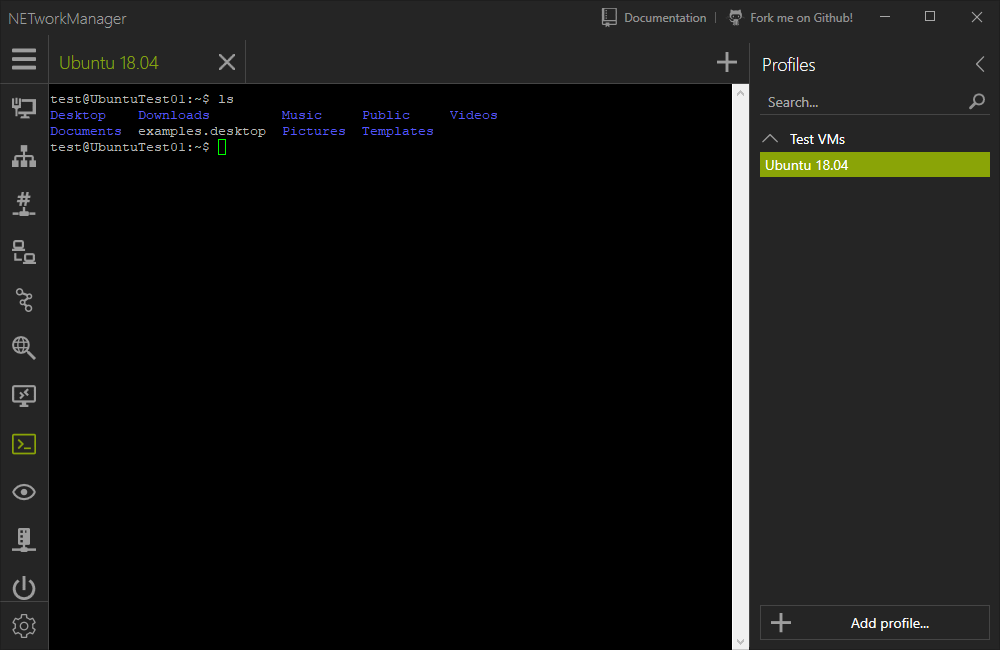 NETworkManager
Documentation | Fork me on Github!
Ubuntu 18.04
Profiles
Search...
Test VMs
Ubuntu 18.04
test@UbuntuTest01:~$ ls
Desktop    Downloads         Music     Public     Videos
Documents  examples.desktop  Pictures  Templates
test@UbuntuTest01:~$
Add profile...